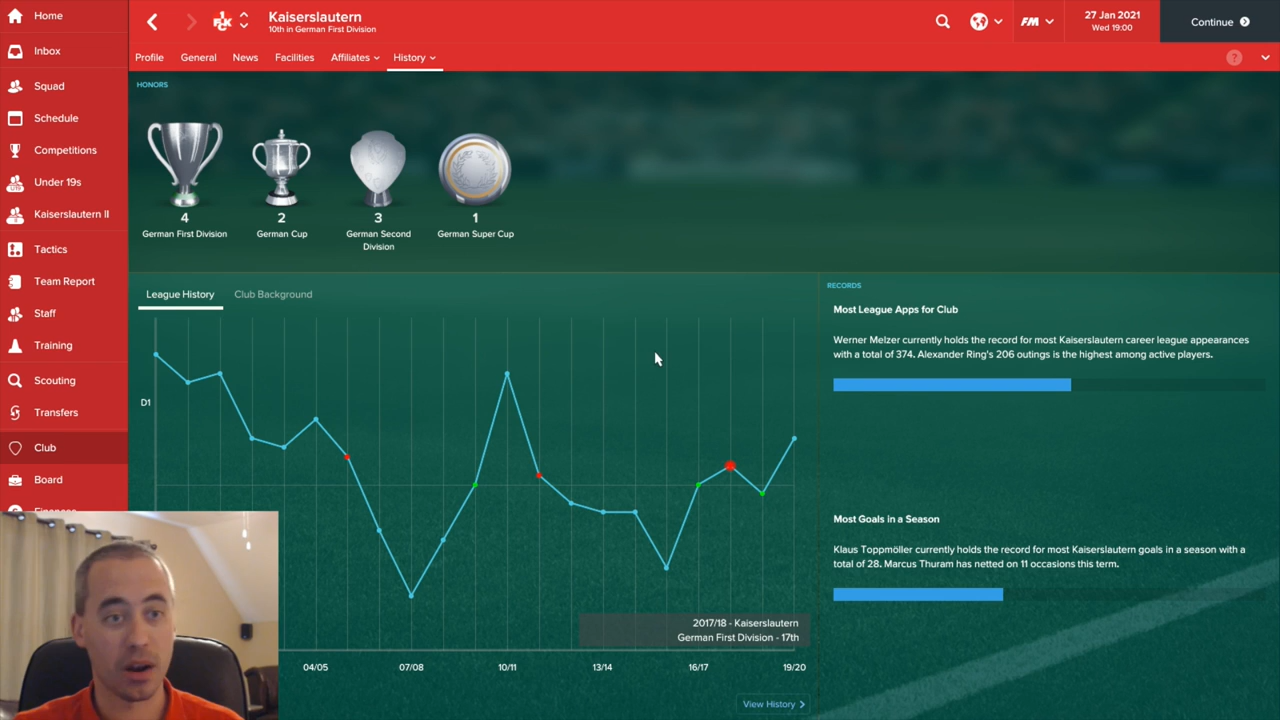 Home
Inbox
Squad
Schedule
Competitions
Under 19s
Kaiserslautern II
Tactics
Team Report
Staff
Training
Scouting
Transfers
Club
Board
Kaiserslautern
10th in German First Division
FM
27 Jan 2021
Wed 19:00
Continue
Profile
General
News
Facilities
Affiliates
History
?
HONORS
4
German First Division
2
German Cup
3
German Second
Division
1
German Super Cup
League History
Club Background
D1
2017/18 - Kaiserslautern
German First Division - 17th
04/05
07/08
10/11
13/14
16/17
19/20
View History
RECORDS
Most League Apps for Club
Werner Melzer currently holds the record for most Kaiserslautern career league appearances
with a total of 374. Alexander Ring's 206 outings is the highest among active players.
Most Goals in a Season
Klaus Toppmöller currently holds the record for most Kaiserslautern goals in a season with a
total of 28. Marcus Thuram has netted on 11 occasions this term.